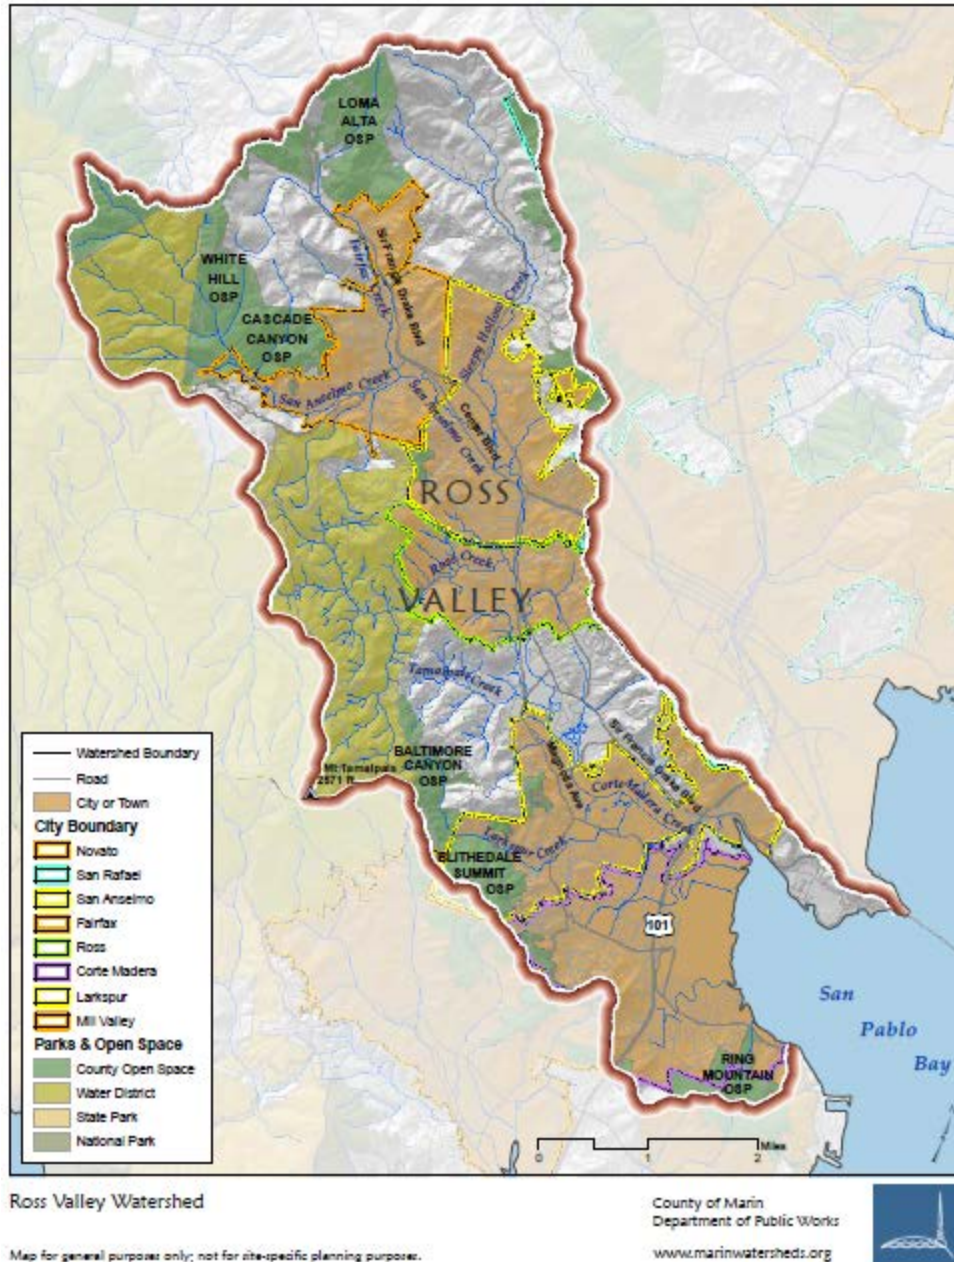 LOMA
ALTA
OSP
Sir Francis Drake Blvd
Fairfax Creek
WHITE
HILL
OSP
CASCADE
CANYON
OSP
Sleepy Hollow Creek
San Anselmo Creek
San Anselmo Creek
Center Blvd
ROSS
Ross Creek
VALLEY
Tamalpais Creek
BALTIMORE
CANYON
OSP
Mt Tamalpais
2571 ft
Magnolia Ave
Sir Francis Drake Blvd
Corte Madera Creek
Larkspur Creek
BLITHEDALE
SUMMIT
OSP
101
San
Pablo
Bay
RING
MOUNTAIN
OSP
Watershed Boundary
Road
City or Town
City Boundary
Novato
San Rafael
San Anselmo
Fairfax
Ross
Corte Madera
Larkspur
Mill Valley
Parks & Open Space
County Open Space
Water District
State Park
National Park
0 1 2 Miles
Ross Valley Watershed
Map for general purposes only; not for site-specific planning purposes.
County of Marin
Department of Public Works
www.marinwatersheds.org